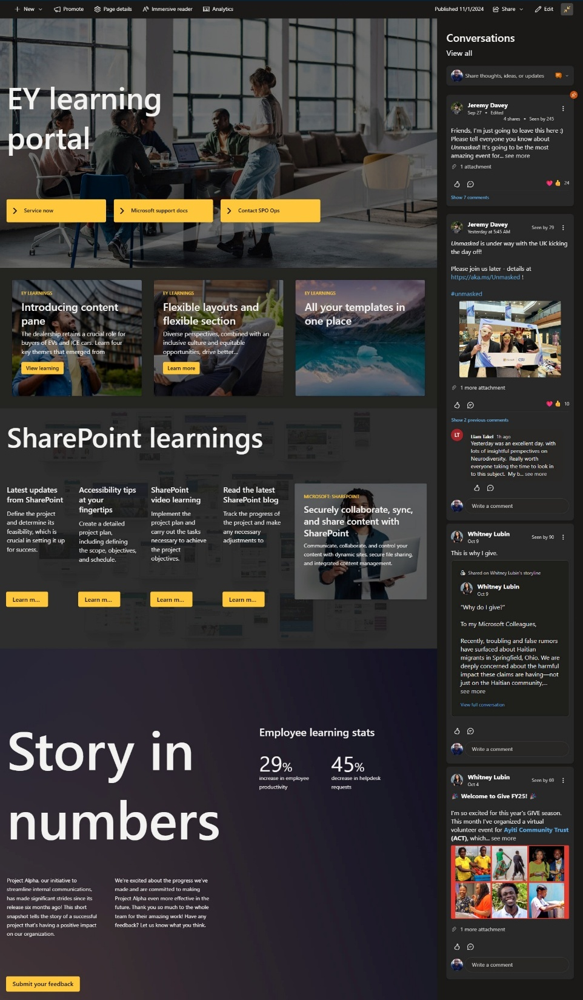 New
Promote
Page details
Immersive reader
Analytics
Published 11/1/2024
Share
Edit
EY learning
portal
Service now
Microsoft support docs
Contact SPO Ops
EY LEARNINGS
Introducing content
pane
The dealership retains a crucial role for
buyers of EVs and ICE cars. Learn four
key themes that emerged from
View learning
EY LEARNINGS
Flexible layouts and
flexible section
Diverse perspectives, combined with an
inclusive culture and equitable
opportunities, drive better...
Learn more
EY LEARNINGS
All your templates in
one place
SharePoint learnings
Latest updates
from SharePoint
Define the project
and determine its
feasibility, which is
crucial in setting it up
for success.
Learn m...
Accessibility tips
at your
fingertips
Create a detailed
project plan,
including defining
the scope, objectives,
and schedule.
Learn m...
SharePoint
video learning
Implement the
project plan and
carry out the tasks
necessary to achieve
the project
objectives.
Learn m...
Read the latest
SharePoint blog
Track the progress of
the project and make
any necessary
adjustments to
Learn m...
MICROSOFT: SHAREPOINT
Securely collaborate, sync,
and share content with
SharePoint
Communicate, collaborate, and control your
content with dynamic sites, secure file sharing,
and integrated content management.
Story in
numbers
Employee learning stats
29%
increase in employee
productivity
45%
decrease in helpdesk
requests
Project Alpha, our initiative to
streamline internal communications,
has made significant strides since its
release six months ago! This short
snapshot tells the story of a successful
project that's having a positive impact
on our organization.
We're excited about the progress we've
made and are committed to making
Project Alpha even more effective in the
future. Thank you so much to the whole
team for their amazing work! Have any
feedback? Let us know what you think.
Submit your feedback
Conversations
View all
Share thoughts, ideas, or updates
Jeremy Davey
Sep 27 • Edited
4 shares • Seen by 245
Friends, I'm just going to leave this here :)
Please tell everyone you know about
Unmasked! It's going to be the most
amazing event for... see more
1 attachment
24
Show 7 comments
Jeremy Davey
Yesterday at 5:45 AM
Seen by 79
Unmasked is under way with the UK kicking
the day off!
Please join us later - details at
https://aka.ms/Unmasked !
#unmasked
Microsoft | CSU
1 more attachment
10
Show 2 previous comments
LT
Liam Takel 1h ago
Yesterday was an excellent day. with
lots of insightful perspectives on
Neurodiversity. Really worth
everyone taking the time to look in
to this subject. My b... see more
Write a comment
Whitney Lubin
Oct 9
Seen by 90
This is why I give.
Shared on Whitney Lubin's storyline
Whitney Lubin
Oct 9
"Why do I give?"
To my Microsoft Colleagues,
Recently, troubling and false rumors
have surfaced about Haitian
migrants in Springfield, Ohio. We are
deeply concerned about the harmful
impact these claims are having—not
just on the Haitian community,...
see more
View full conversation
Write a comment
Whitney Lubin
Oct 4
Seen by 69
🎉 Welcome to Give FY25! 🎉
I'm so excited for this year's GIVE season.
This month I've organized a virtual
volunteer event for Ayiti Community Trust
(ACT), which... see more
1 more attachment
Write a comment